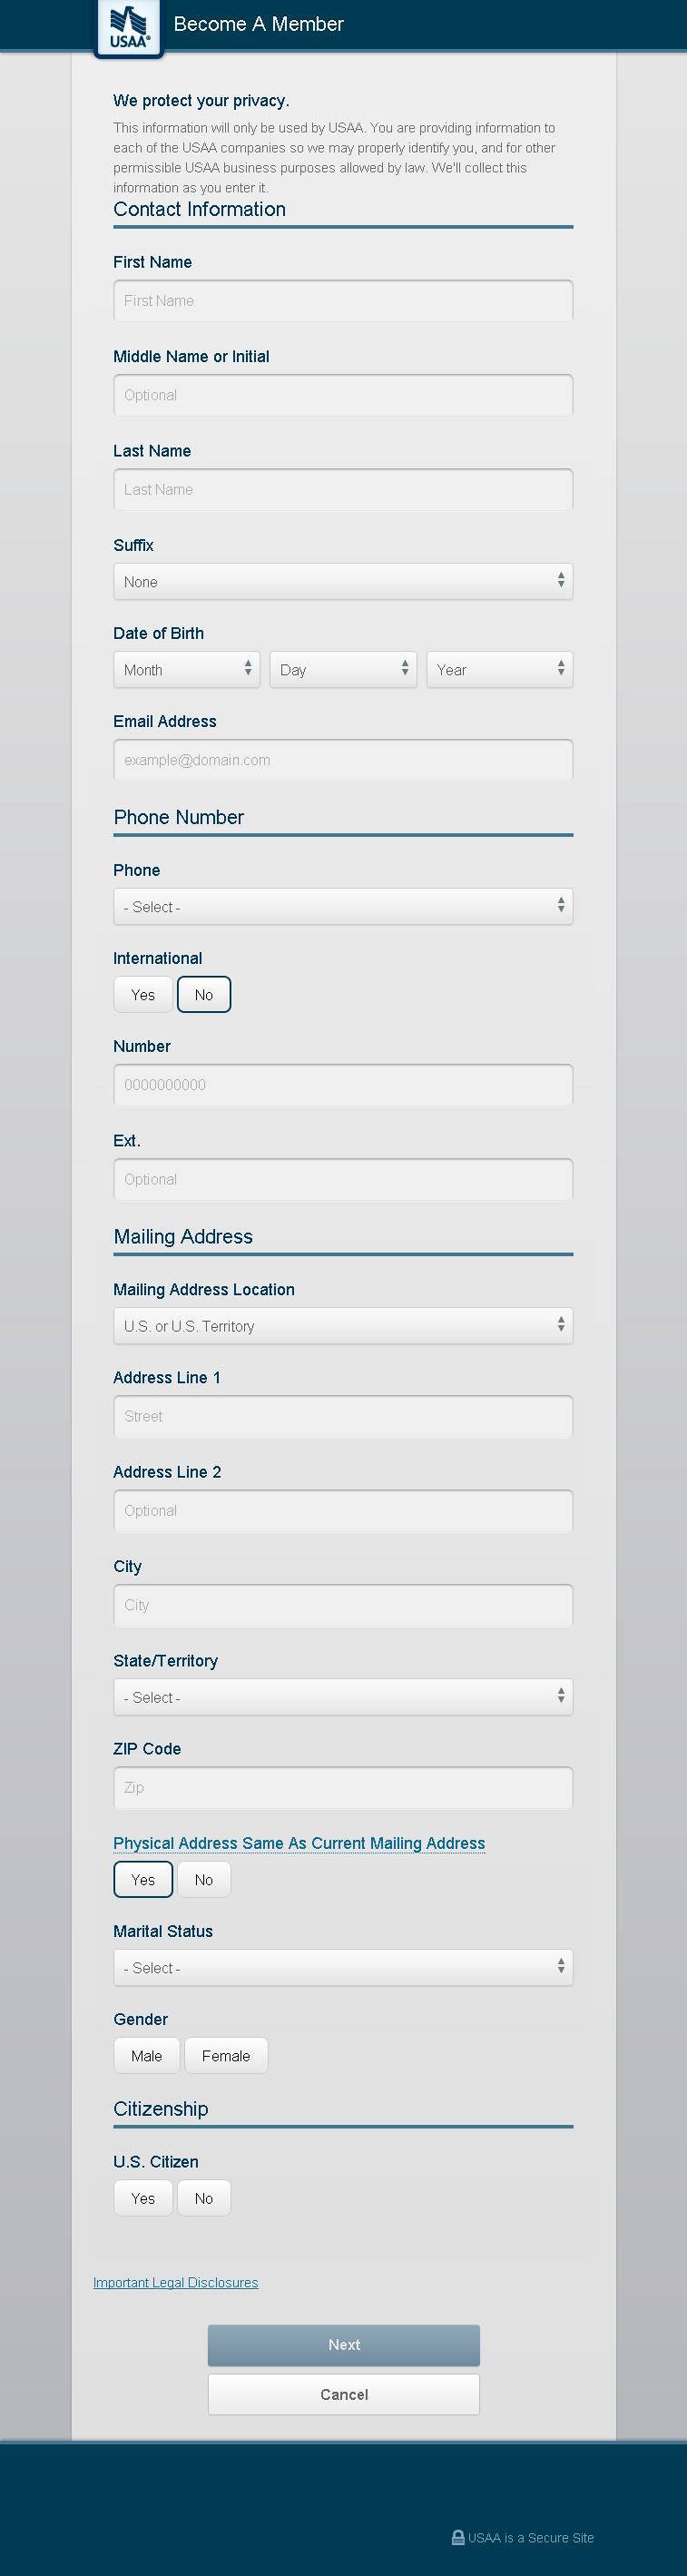 USAA®
Become A Member
We protect your privacy.
This information will only be used by USAA. You are providing information to
each of the USAA companies so we may properly identify you, and for other
permissible USAA business purposes allowed by law. We'll collect this
information as you enter it.
Contact Information
First Name
First Name
Middle Name or Initial
Optional
Last Name
Last Name
Suffix
None
Date of Birth
Month Day Year
Email Address
example@domain.com
Phone Number
Phone
- Select -
International
Yes No
Number
0000000000
Ext.
Optional
Mailing Address
Mailing Address Location
U.S. or U.S. Territory
Address Line 1
Street
Address Line 2
Optional
City
City
State/Territory
- Select -
ZIP Code
Zip
Physical Address Same As Current Mailing Address
Yes No
Marital Status
- Select -
Gender
Male Female
Citizenship
U.S. Citizen
Yes No
Important Legal Disclosures
Next
Cancel
USAA is a Secure Site